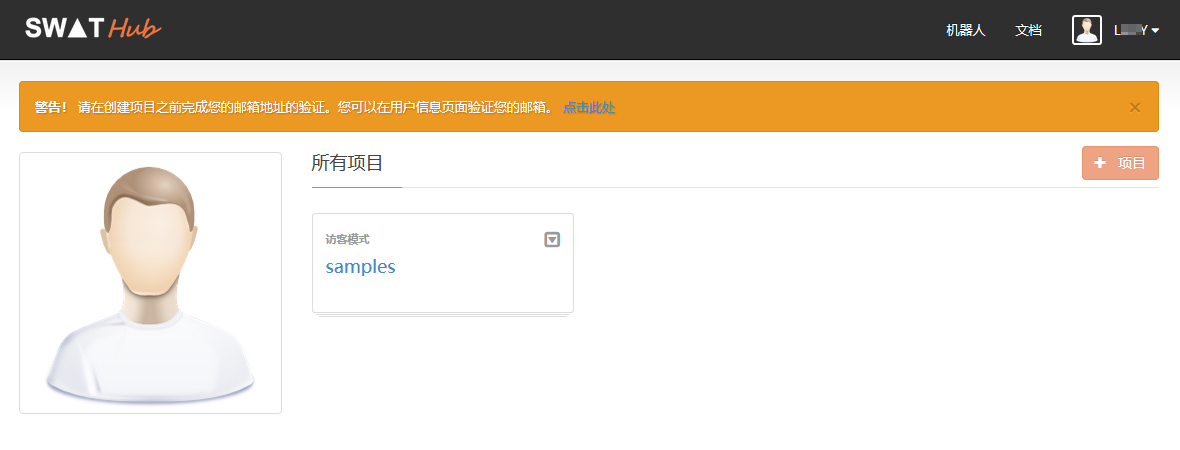 SWAT Hub
机器人 文档
警告！ 请在创建项目之前完成您的邮箱地址的验证。您可以在用户信息页面验证您的邮箱。 点击此处 ×
所有项目
项目
访客模式
samples